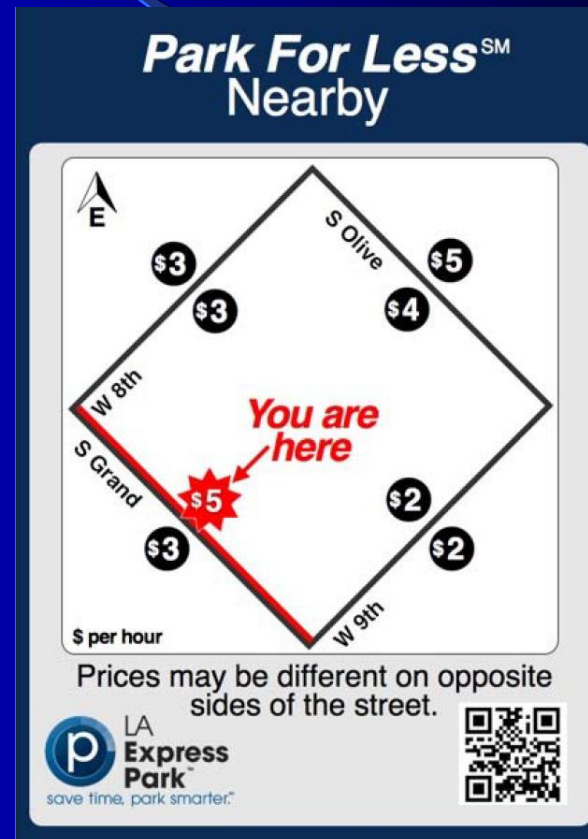 Park For Less℠
Nearby
E
S Olive
$3
$5
$3
$4
W 8th
You are
here
S Grand
$5
$2
$3
$2
W 9th
$ per hour
Prices may be different on opposite
sides of the street.
p
LA
Express
Park™
save time, park smarter.™